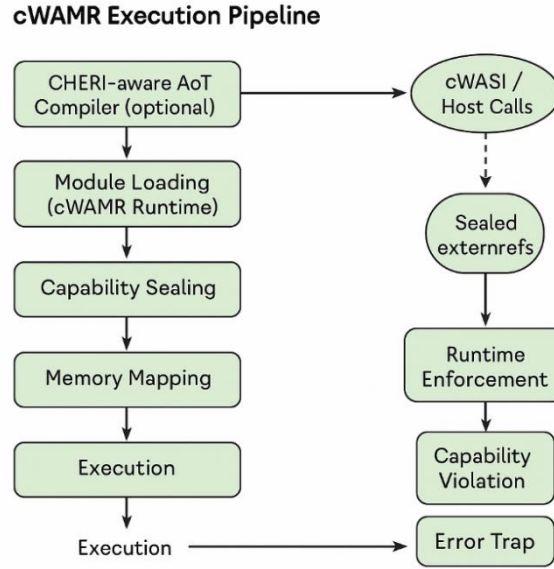 cWAMR Execution Pipeline
CHERI-aware AoT
Compiler (optional)
Module Loading
(cWAMR Runtime)
Capability Sealing
Memory Mapping
Execution
Execution
cWASI /
Host Calls
Sealed
externrefs
Runtime
Enforcement
Capability
Violation
Error Trap